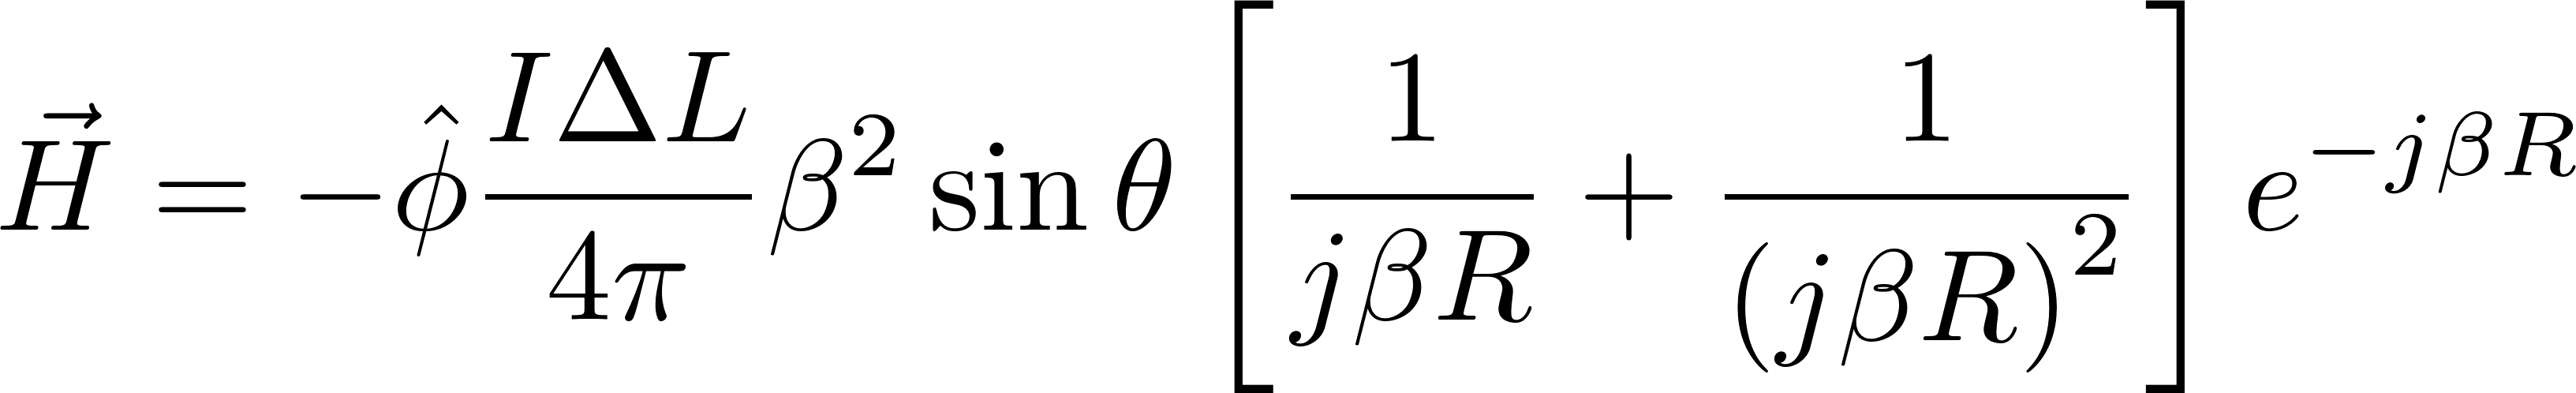 \vec{H} = -\hat{\phi} \frac{I \Delta L}{4\pi} \beta^2 \sin\theta \left[ \frac{1}{j\beta R} + \frac{1}{(j\beta R)^2} \right] e^{-j\beta R}